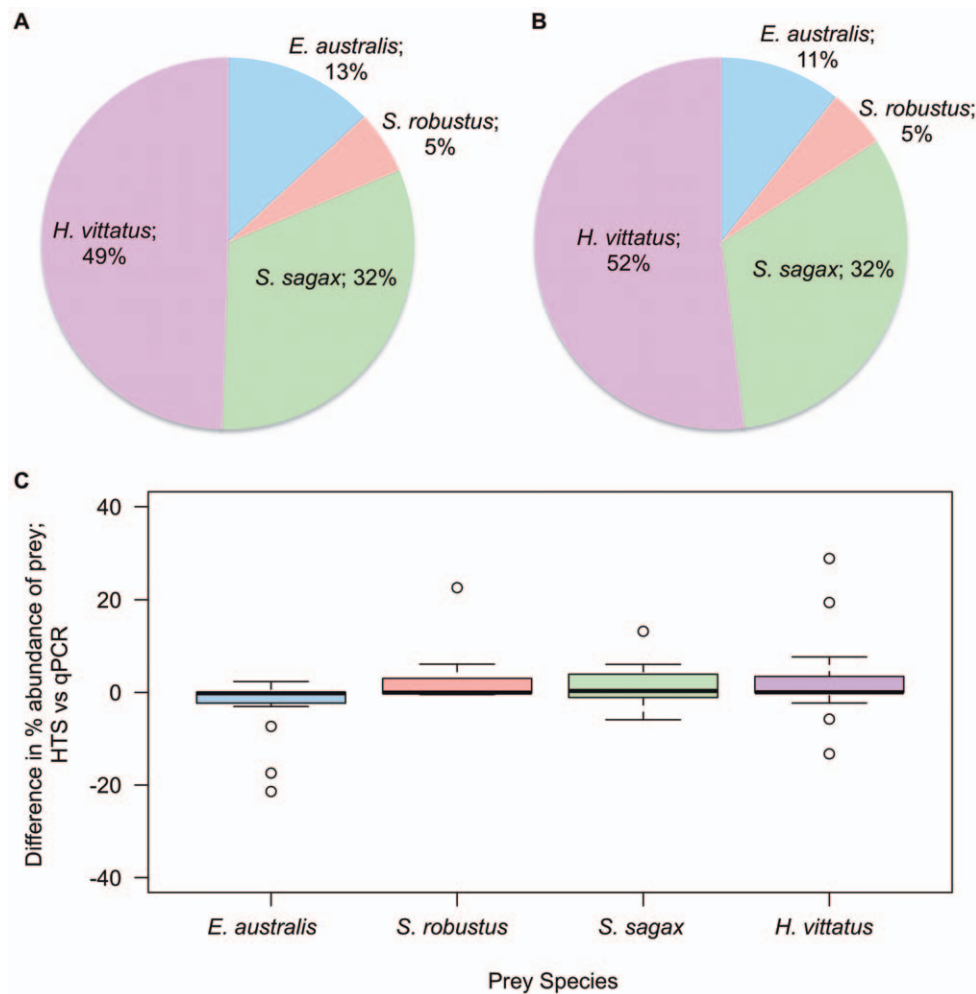 A
E. australis;
13%
S. robustus;
5%
H. vittatus;
49%
S. sagax; 32%
B
E. australis;
11%
S. robustus;
5%
H. vittatus;
52%
S. sagax; 32%
C
Difference in % abundance of prey;
HTS vs qPCR
40
20
0
-20
-40
E. australis
S. robustus
S. sagax
H. vittatus
Prey Species